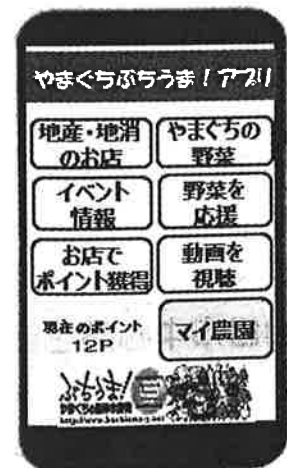 やまぐちぶちうま!アプリ
地産・地消
のお店
やまぐちの
野菜
イベント
情報
野菜を
応援
お店で
ポイント獲得
動画を
視聴
現在のポイント
12P
マイ農園
ぶちうま!